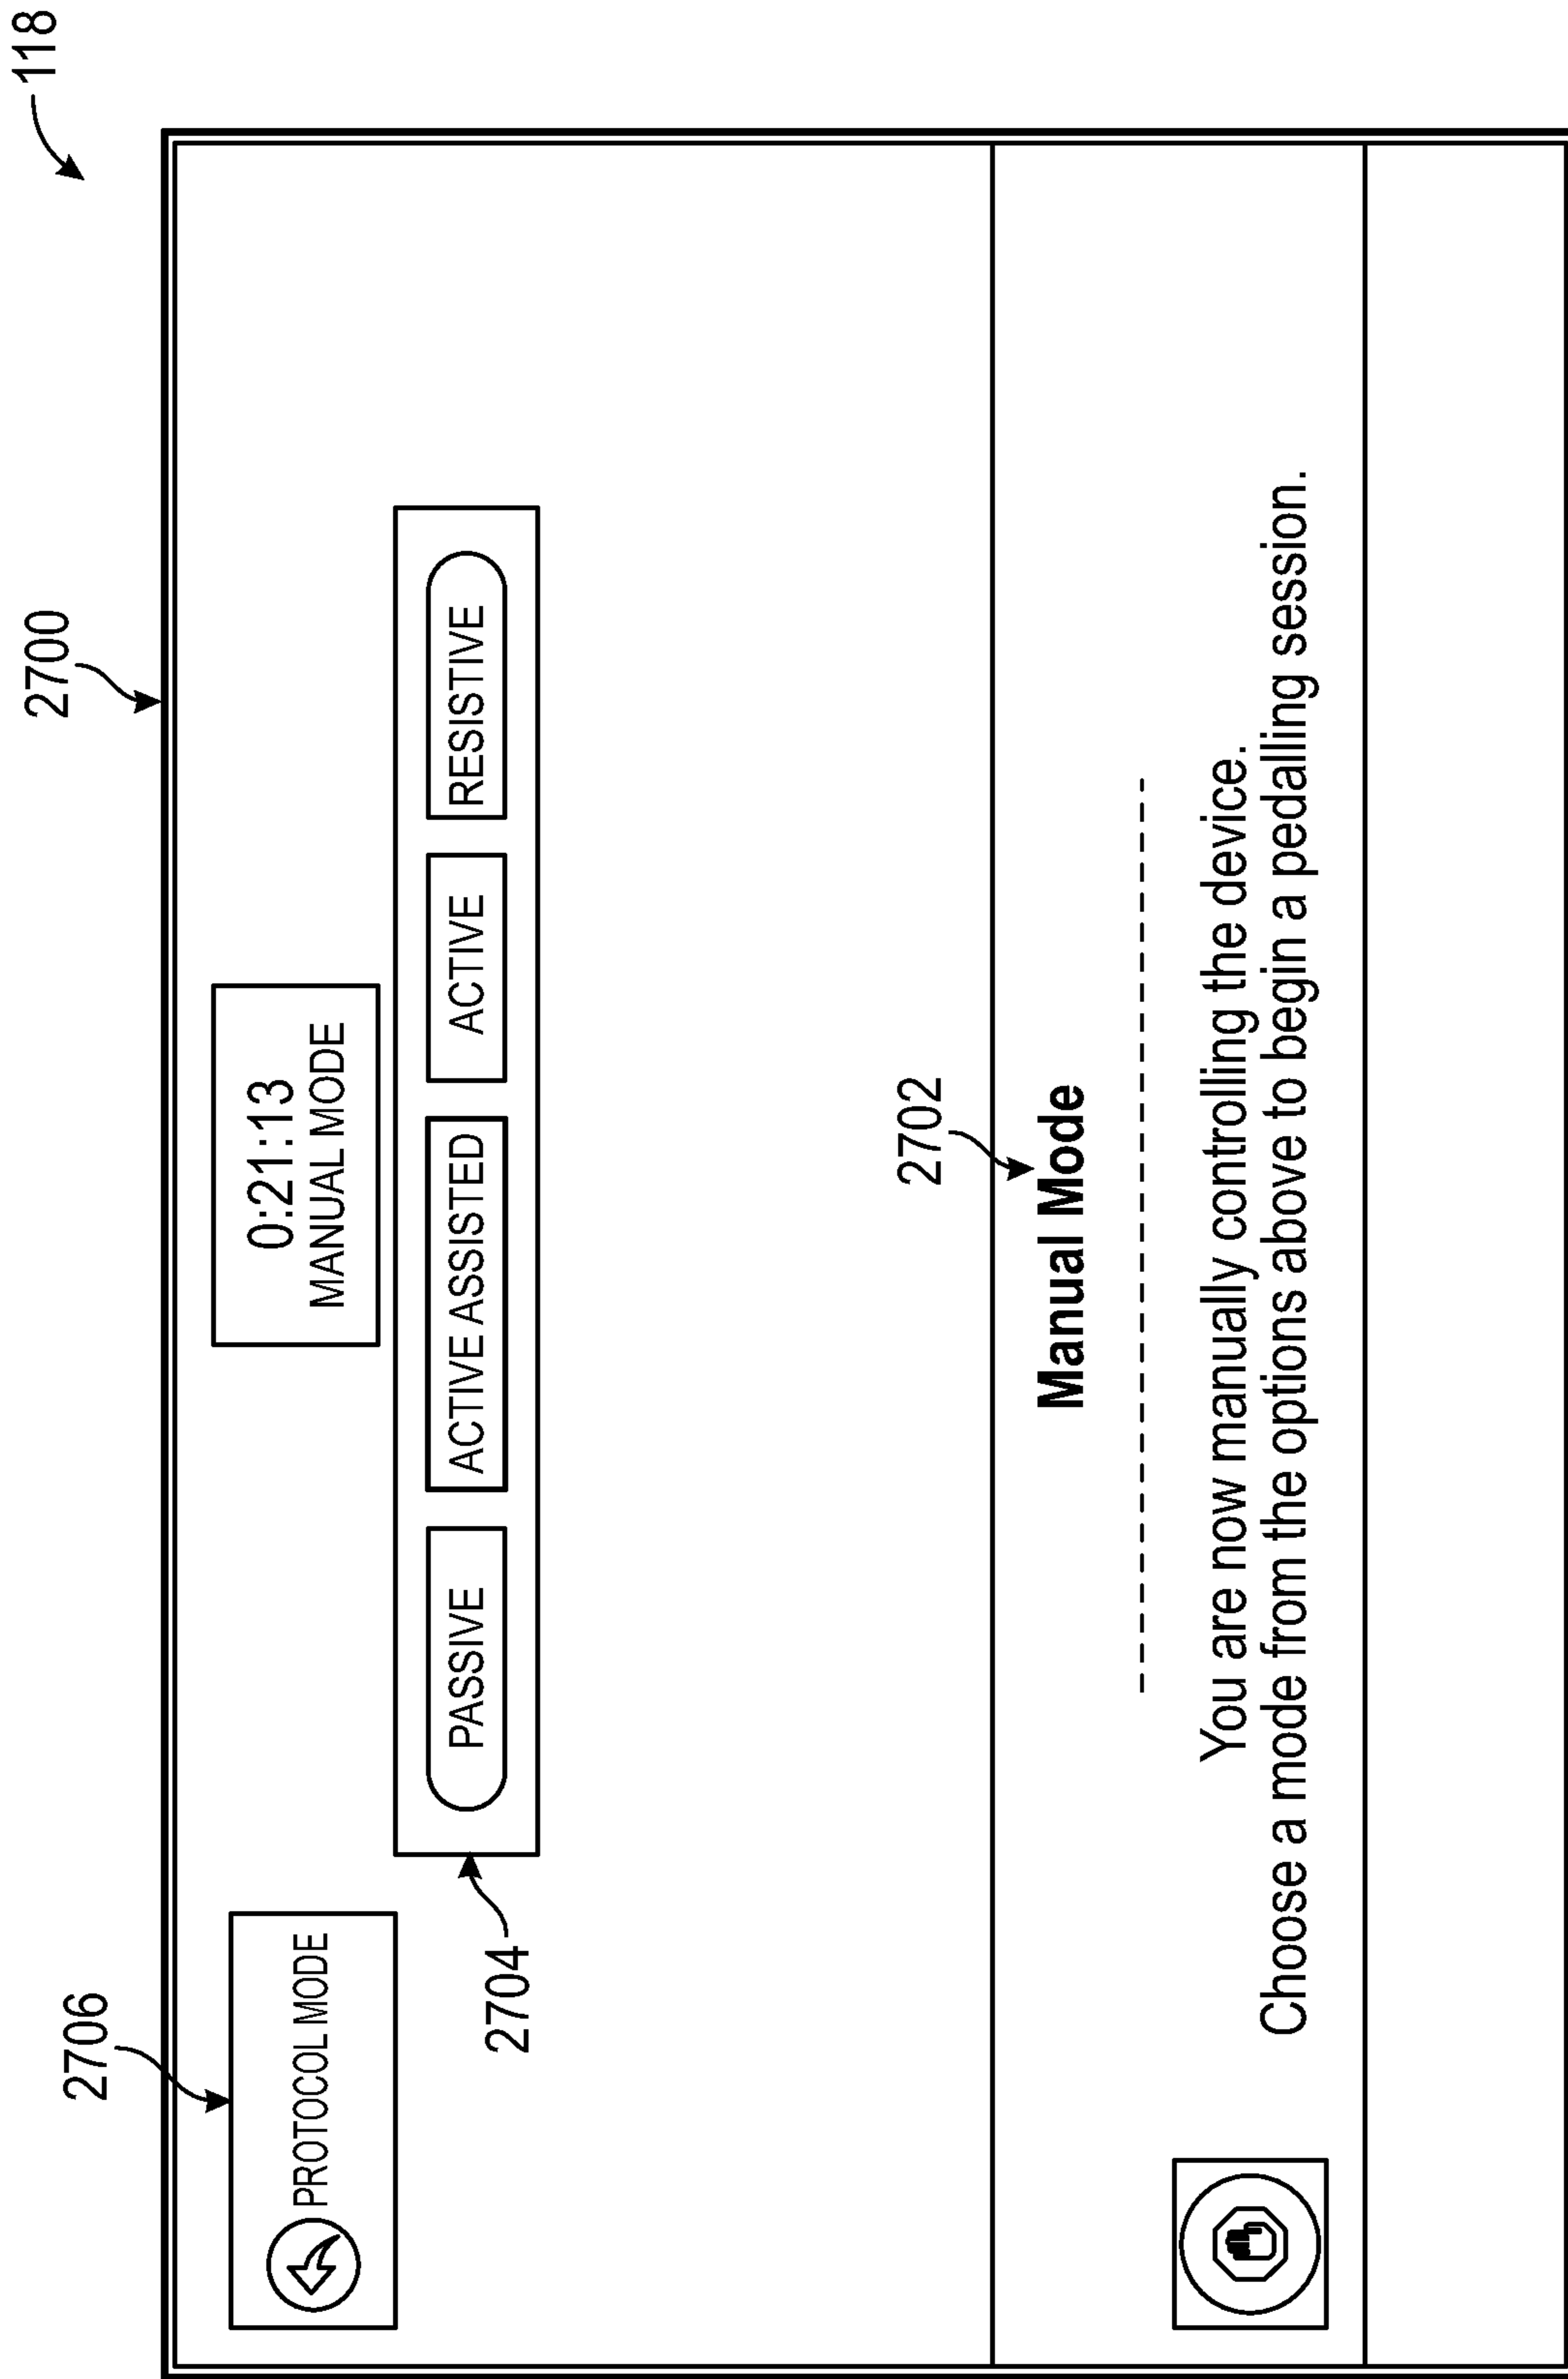 118
2700
2706
PROTOCOL MODE
0:21:13
MANUAL MODE
2704
PASSIVE
ACTIVE ASSISTED
ACTIVE
RESISTIVE
2702
Manual Mode
You are now manually controlling the device.
Choose a mode from the options above to begin a pedalling session.